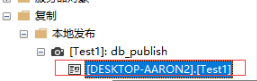 复制
本地发布
[Test1]: db_publish
[DESKTOP-AARON2].[Test1]